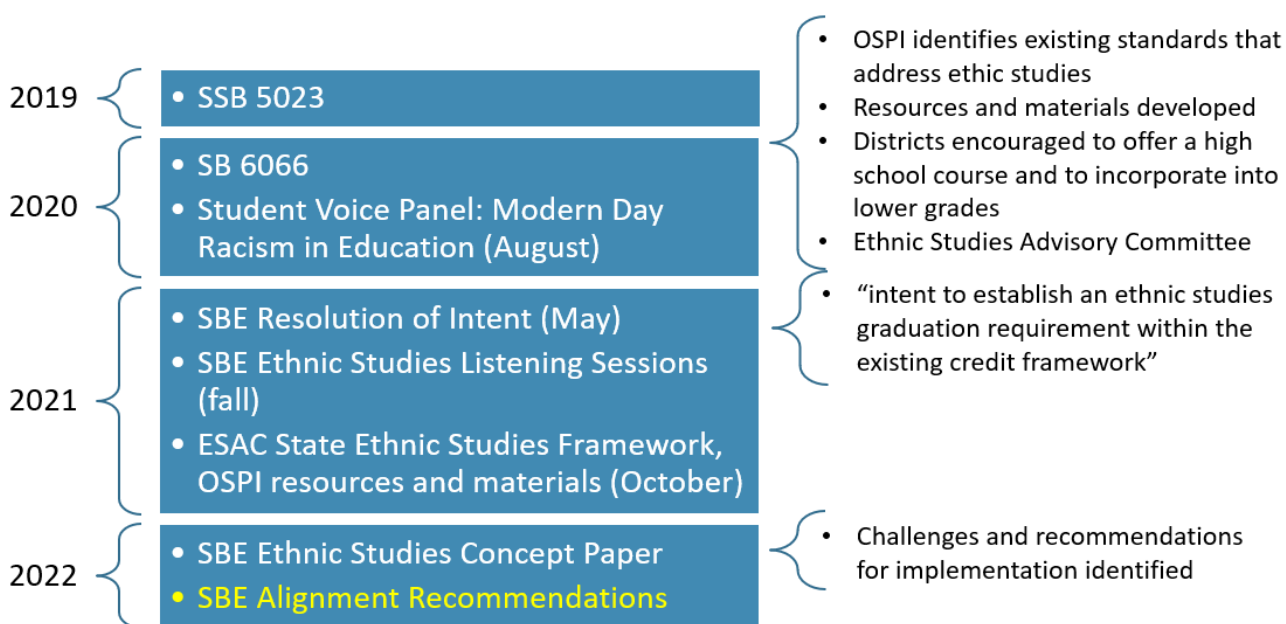 2019
• SSB 5023
2020
• SB 6066
• Student Voice Panel: Modern Day
Racism in Education (August)
• OSPI identifies existing standards that
address ethic studies
• Resources and materials developed
• Districts encouraged to offer a high
school course and to incorporate into
lower grades
• Ethnic Studies Advisory Committee
2021
• SBE Resolution of Intent (May)
• SBE Ethnic Studies Listening Sessions
(fall)
• ESAC State Ethnic Studies Framework,
OSPI resources and materials (October)
• “intent to establish an ethnic studies
graduation requirement within the
existing credit framework”
2022
• SBE Ethnic Studies Concept Paper
• SBE Alignment Recommendations
• Challenges and recommendations
for implementation identified